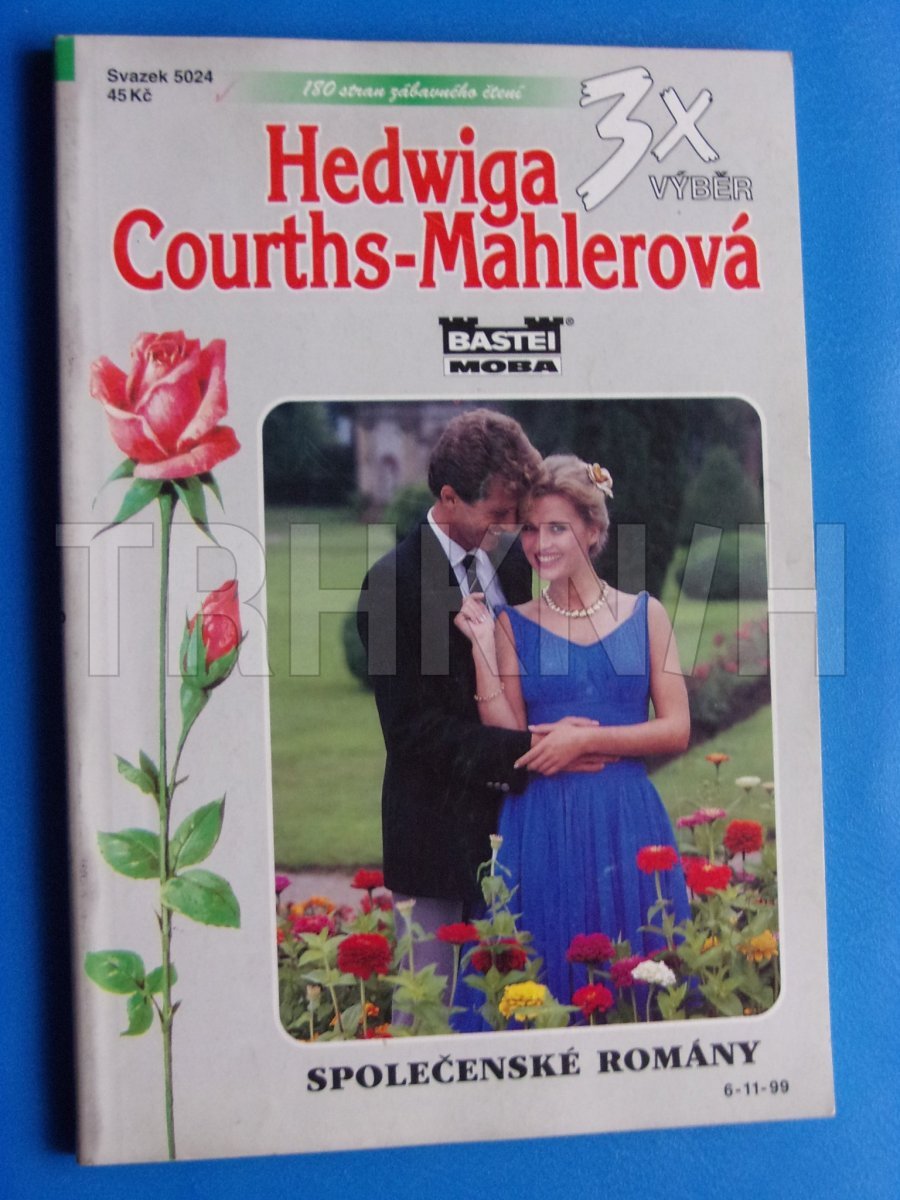 Svazek 5024
45 Kč
180 stran zábavného čtení
3x
VÝBĚR
Hedwiga
Courths-Mahlerová
BASTEI®
MOBA
TRHKNIH
SPOLEČENSKÉ ROMÁNY
6-11-99